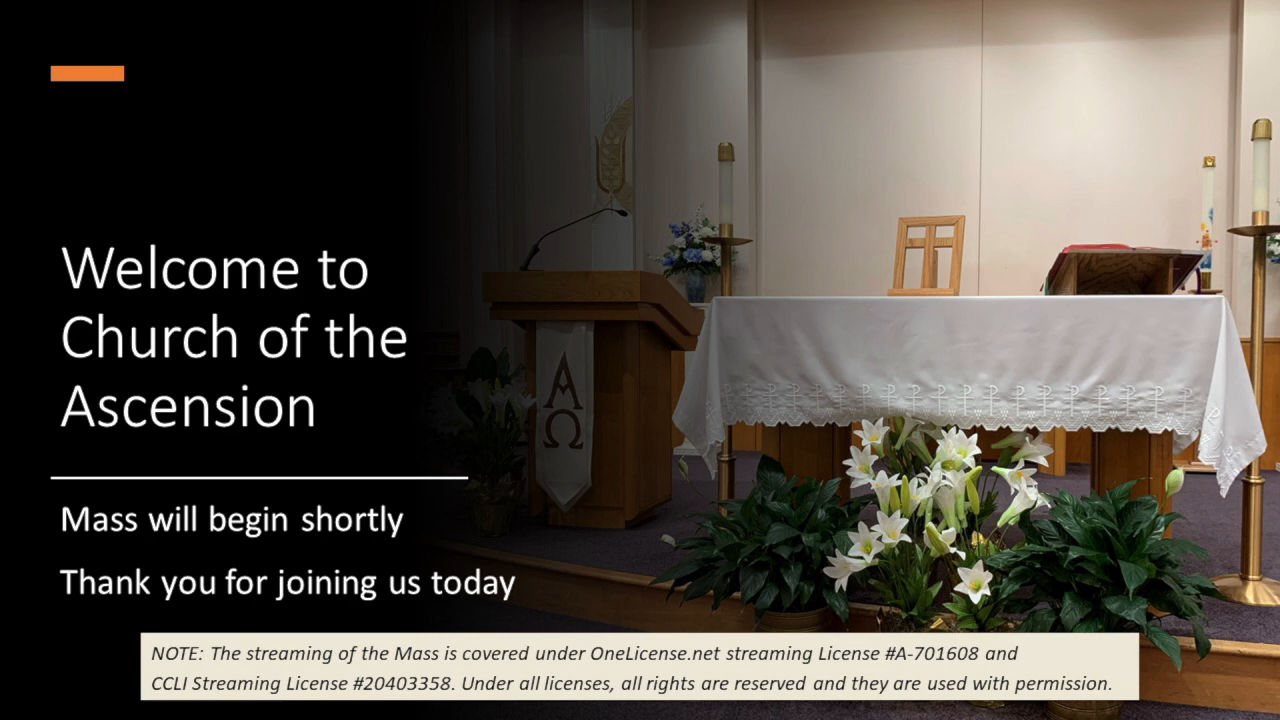 Welcome to
Church of the
Ascension
Mass will begin shortly
Thank you for joining us today
ΑΩ
NOTE: The streaming of the Mass is covered under OneLicense.net streaming License #A-701608 and
CCLI Streaming License #20403358. Under all licenses, all rights are reserved and they are used with permission.